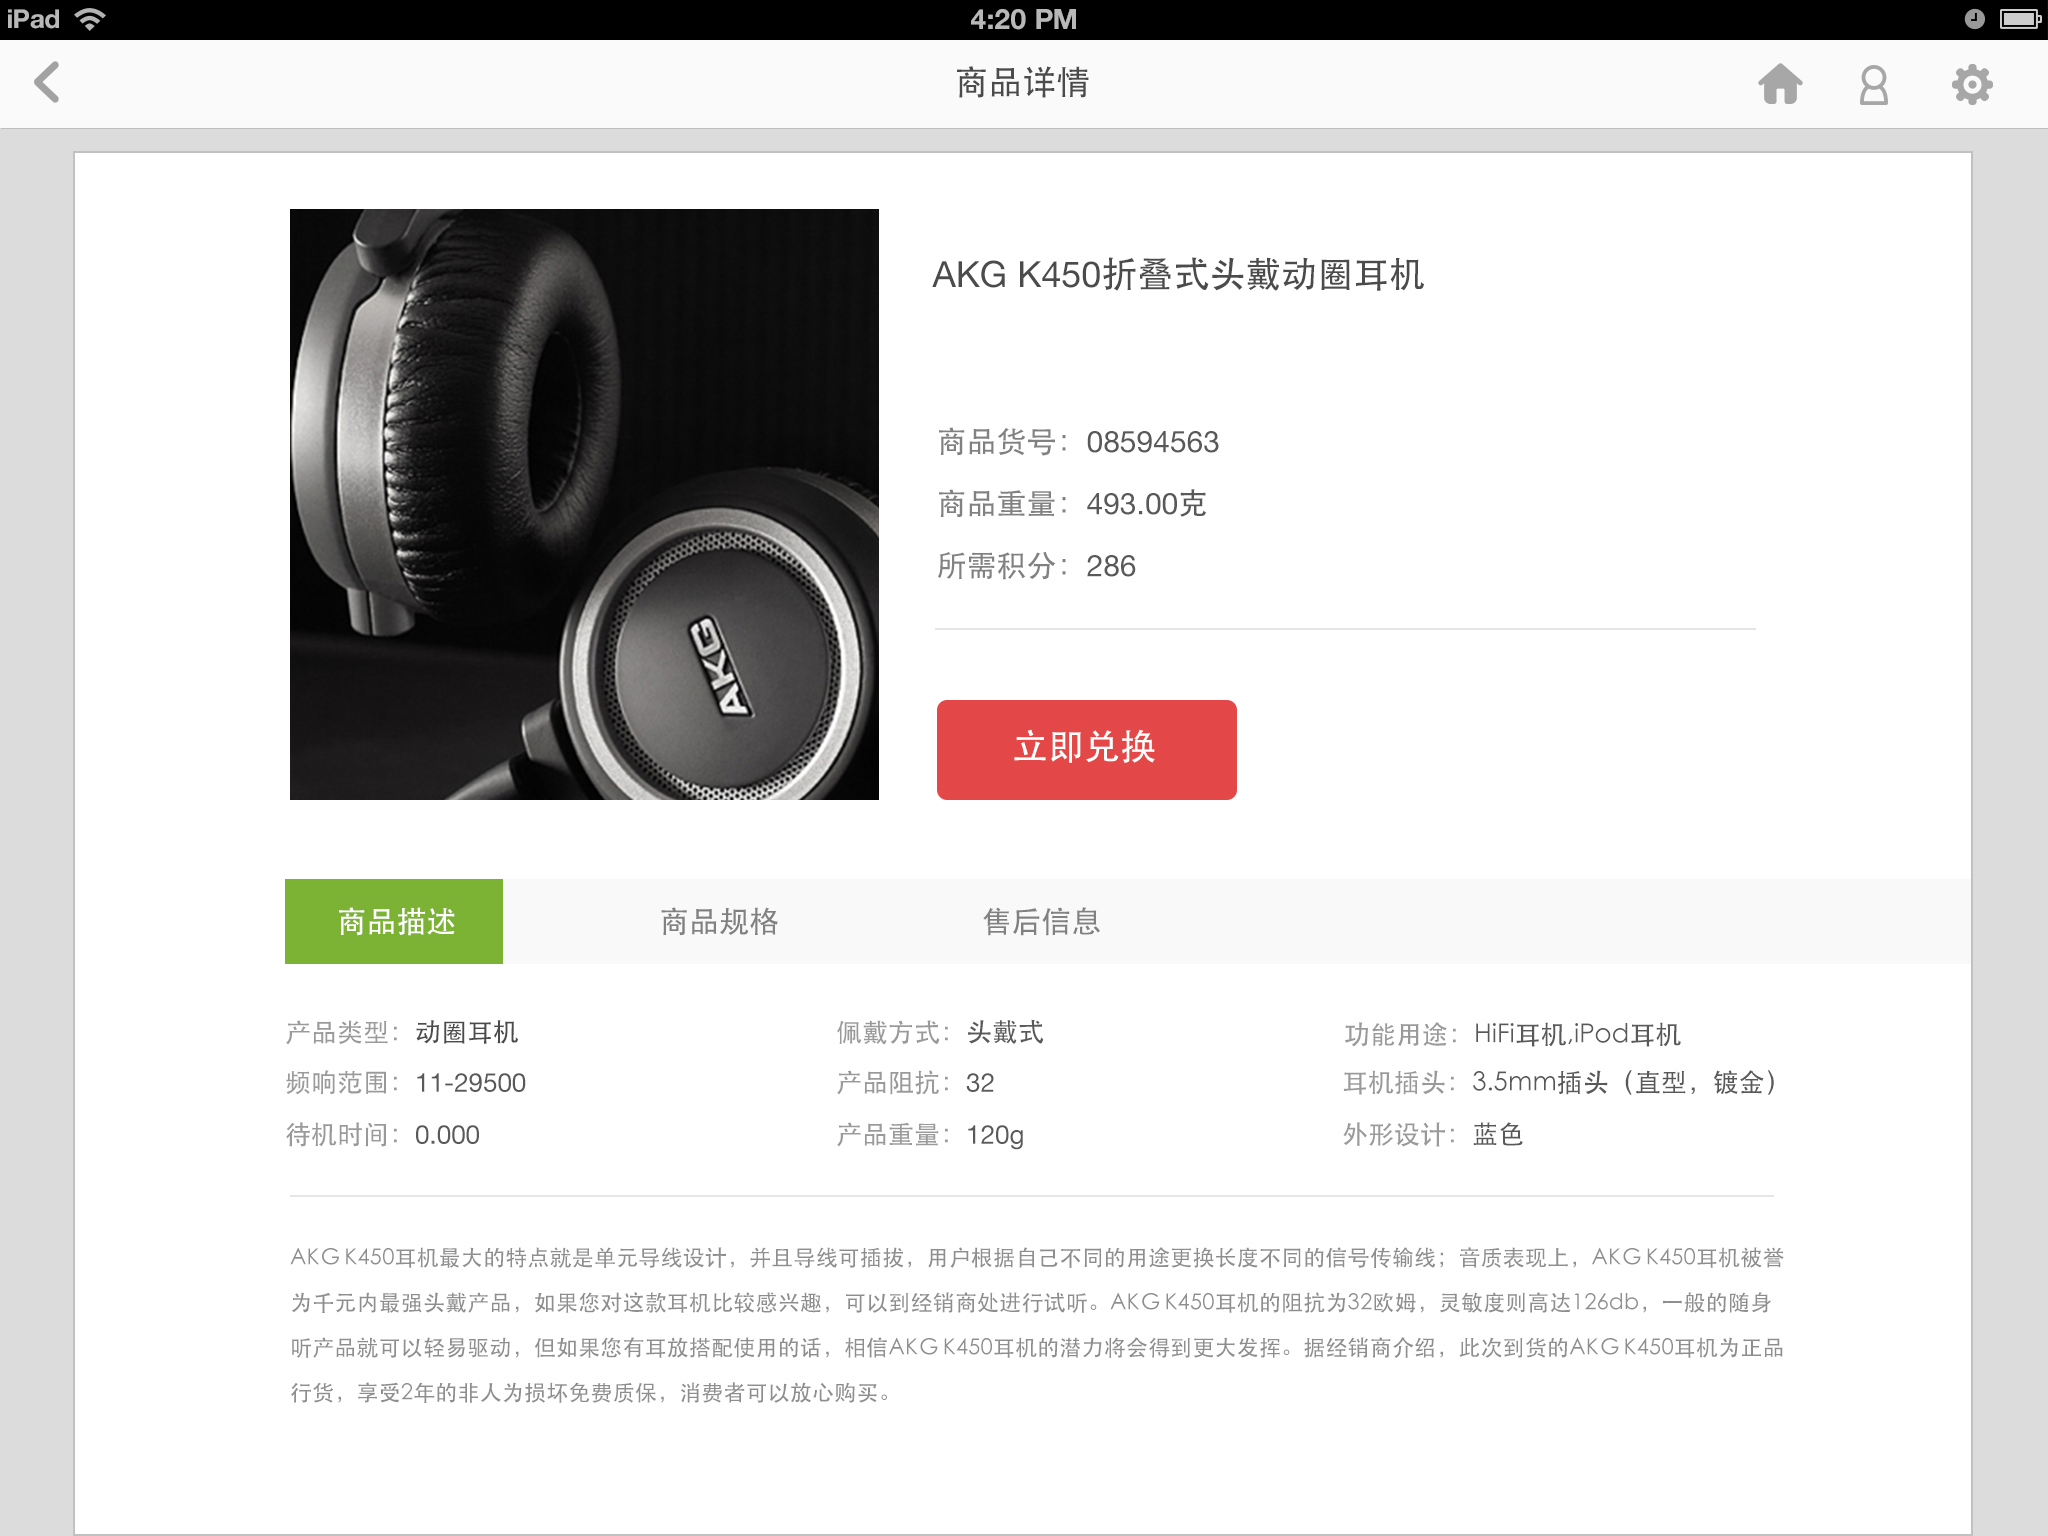 iPad
4:20 PM
商品详情
AKG K450折叠式头戴动圈耳机
商品货号：08594563
商品重量：493.00克
所需积分：286
AKG
立即兑换
商品描述 商品规格 售后信息
产品类型：动圈耳机 佩戴方式：头戴式 功能用途：HiFi耳机,iPod耳机
频响范围：11-29500 产品阻抗：32 耳机插头：3.5mm插头（直型，镀金）
待机时间：0.000 产品重量：120g 外形设计：蓝色
AKG K450耳机最大的特点就是单元导线设计，并且导线可插拔，用户根据自己不同的用途更换长度不同的信号传输线；音质表现上，AKG K450耳机被誉
为千元内最强头戴产品，如果您对这款耳机比较感兴趣，可以到经销商处进行试听。AKG K450耳机的阻抗为32欧姆，灵敏度则高达126db，一般的随身
听产品就可以轻易驱动，但如果您有耳放搭配使用的话，相信AKG K450耳机的潜力将会得到更大发挥。据经销商介绍，此次到货的AKG K450耳机为正品
行货，享受2年的非人为损坏免费质保，消费者可以放心购买。